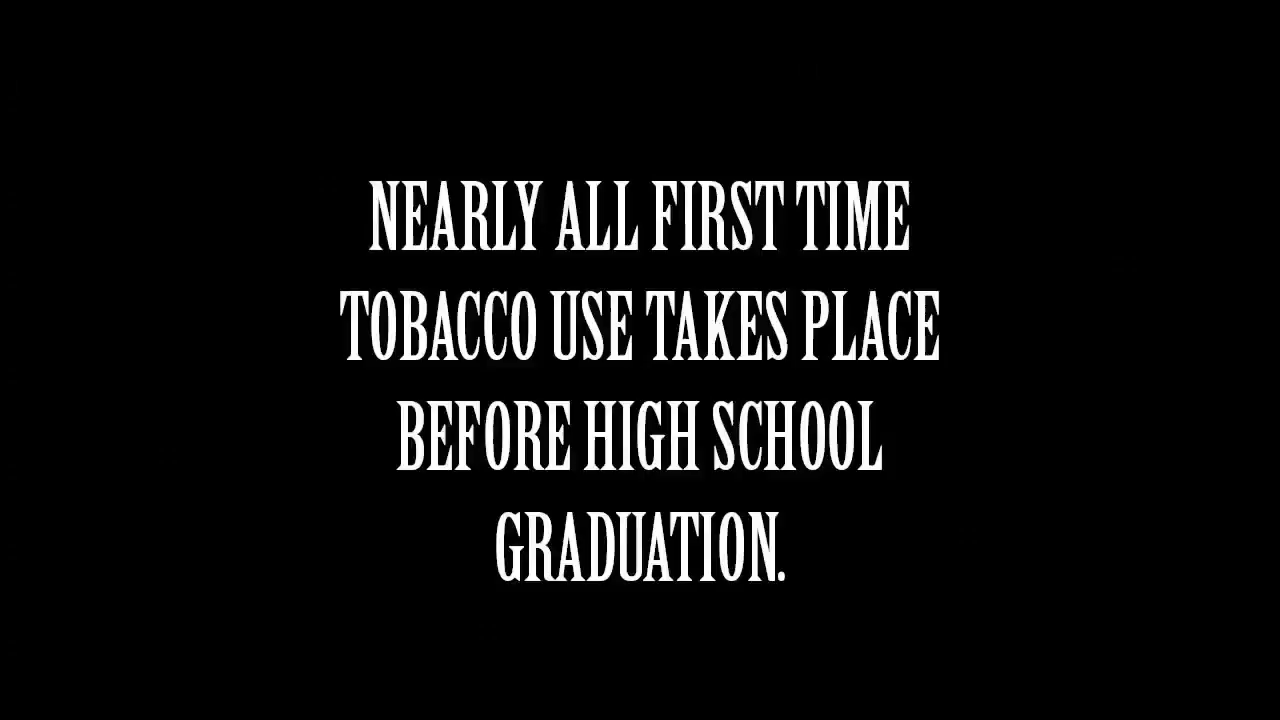 NEARLY ALL FIRST TIME
TOBACCO USE TAKES PLACE
BEFORE HIGH SCHOOL
GRADUATION.